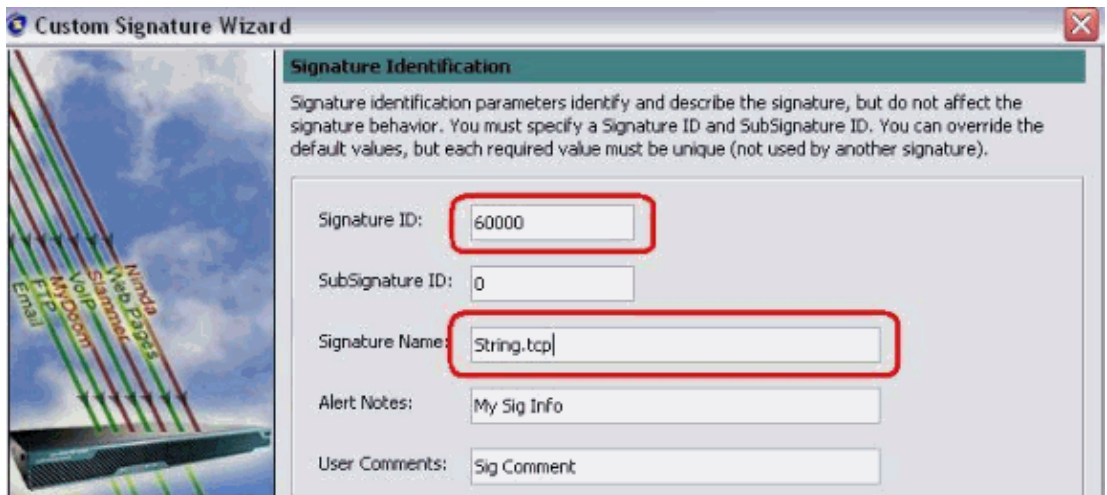 Custom Signature Wizard
Signature Identification
Signature identification parameters identify and describe the signature, but do not affect the
signature behavior. You must specify a Signature ID and SubSignature ID. You can override the
default values, but each required value must be unique (not used by another signature).
Signature ID: 60000
SubSignature ID: 0
Signature Name: String.tcp
Alert Notes: My Sig Info
User Comments: Sig Comment
Nimda
Web Pages
Slammer
VoIP
MyDoom
FTP
Email